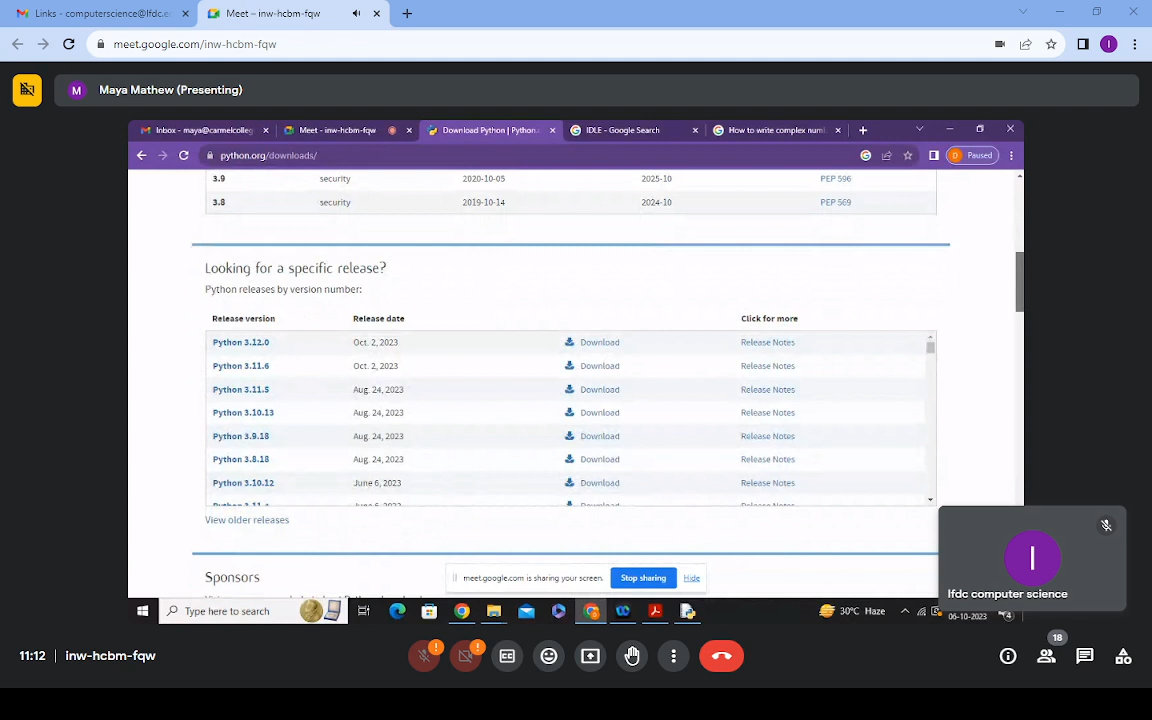 Links - computerscience@lfdc.e
Meet – inw-hcbm-fqw
meet.google.com/inw-hcbm-fqw
I
M
Maya Mathew (Presenting)
Inbox - maya@carmelcolleg
Meet - inw-hcbm-fqw
Download Python | Python.
IDLE - Google Search
How to write complex num
python.org/downloads/
D Paused
3.9 security 2020-10-05 2025-10 PEP 596
3.8 security 2019-10-14 2024-10 PEP 569
Looking for a specific release?
Python releases by version number:
Release version Release date Click for more
Python 3.12.0 Oct. 2, 2023 Download Release Notes
Python 3.11.6 Oct. 2, 2023 Download Release Notes
Python 3.11.5 Aug. 24, 2023 Download Release Notes
Python 3.10.13 Aug. 24, 2023 Download Release Notes
Python 3.9.18 Aug. 24, 2023 Download Release Notes
Python 3.8.18 Aug. 24, 2023 Download Release Notes
Python 3.10.12 June 6, 2023 Download Release Notes
View older releases
Sponsors
meet.google.com is sharing your screen.
Stop sharing
Hide
I
lfdc computer science
Type here to search
30°C Haze
06-10-2023
4
11:12
inw-hcbm-fqw
18